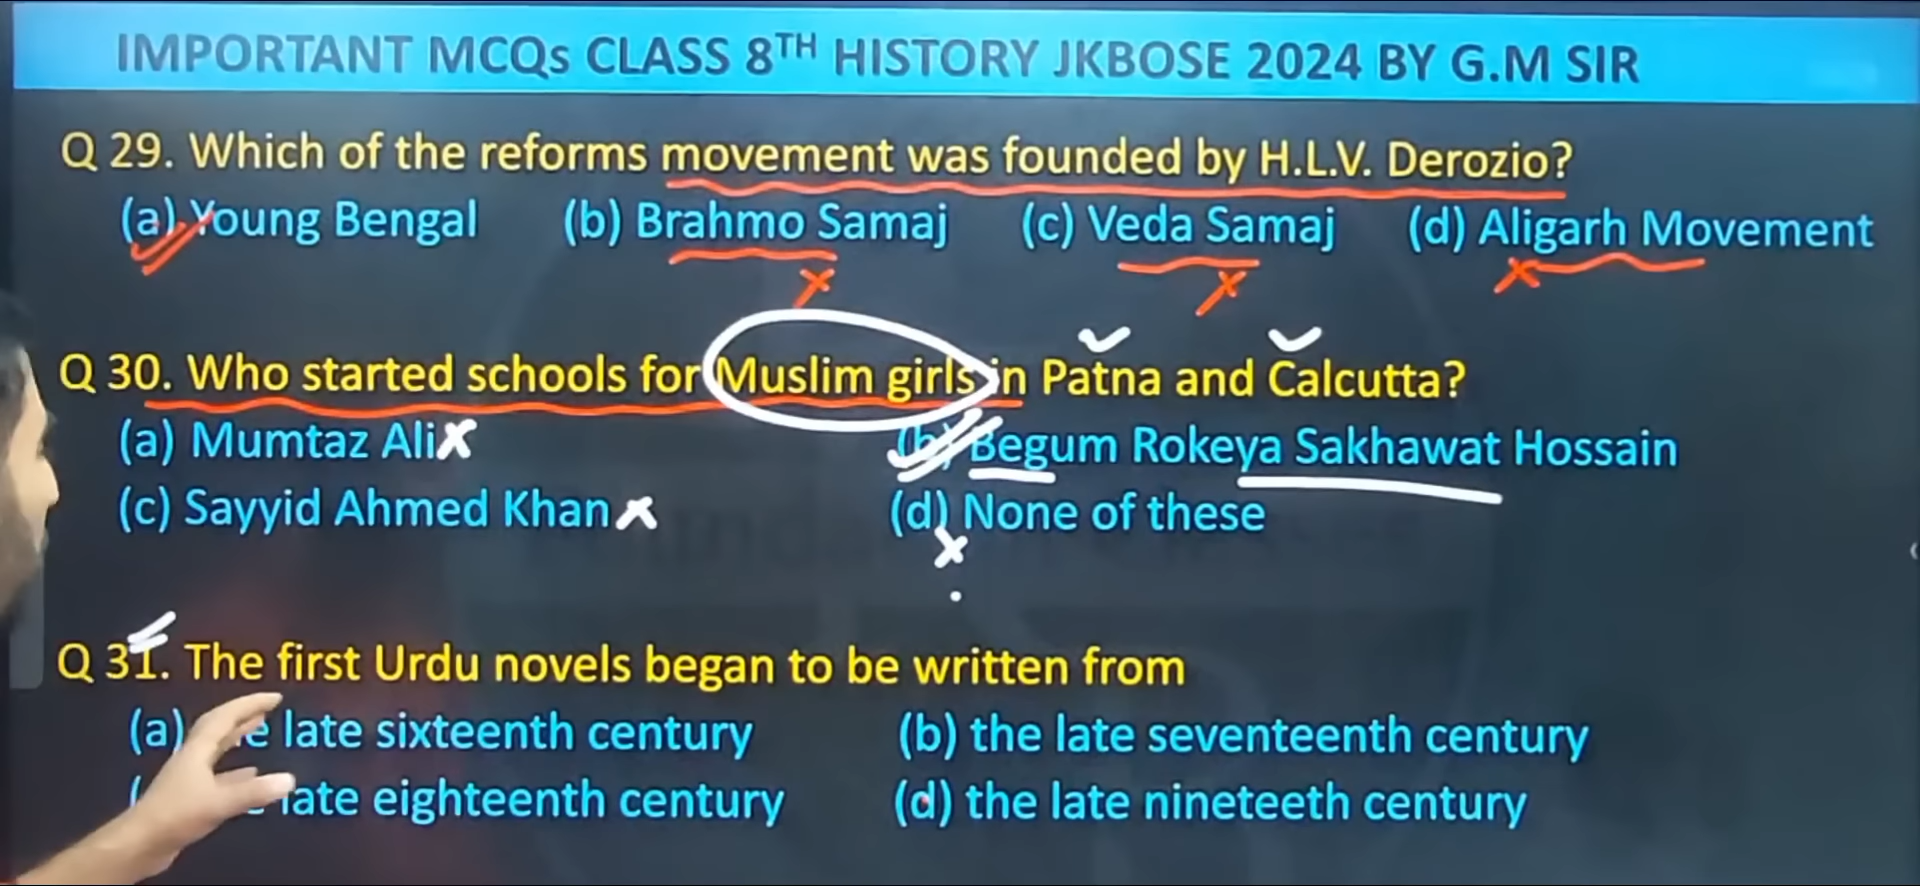 IMPORTANT MCQs CLASS 8TH HISTORY JKBOSE 2024 BY G.M SIR
Q 29. Which of the reforms movement was founded by H.L.V. Derozio?
(a) Young Bengal (b) Brahmo Samaj (c) Veda Samaj (d) Aligarh Movement
Q 30. Who started schools for Muslim girls in Patna and Calcutta?
(a) Mumtaz Ali (b) Begum Rokeya Sakhawat Hossain
(c) Sayyid Ahmed Khan (d) None of these
Q 31. The first Urdu novels began to be written from
(a) late sixteenth century (b) the late seventeenth century
late eighteenth century (d) the late nineteeth century